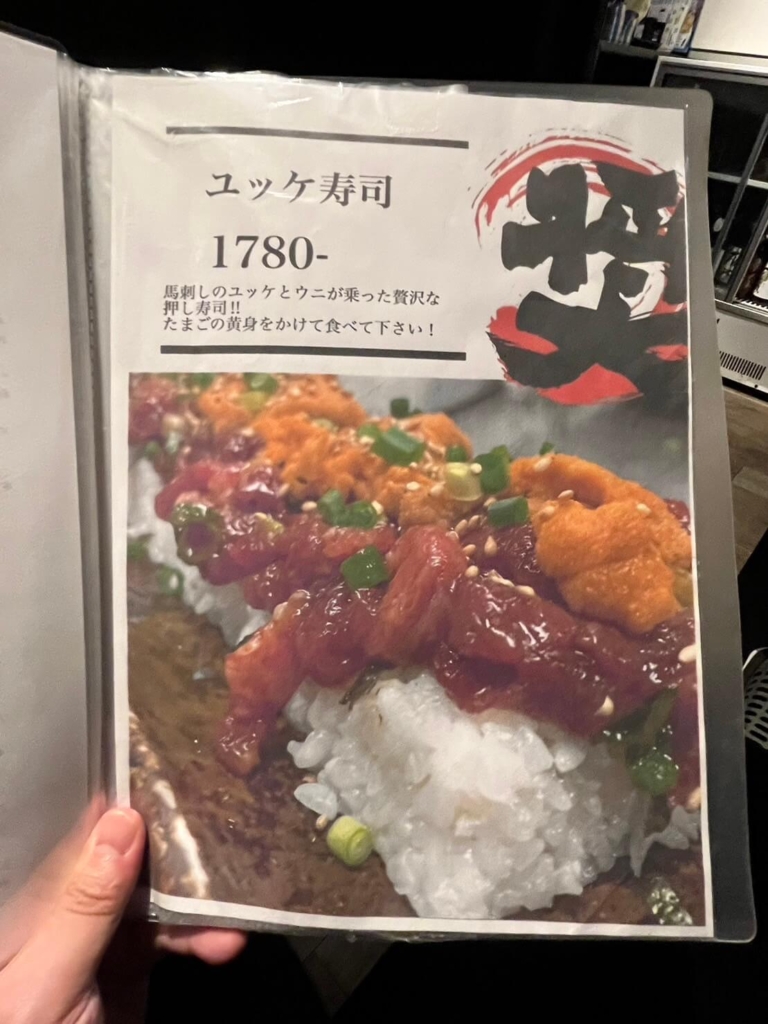 ユッケ寿司
1780-
馬刺しのユッケとウニが乗った贅沢な
押し寿司!!
たまごの黄身をかけて食べて下さい！